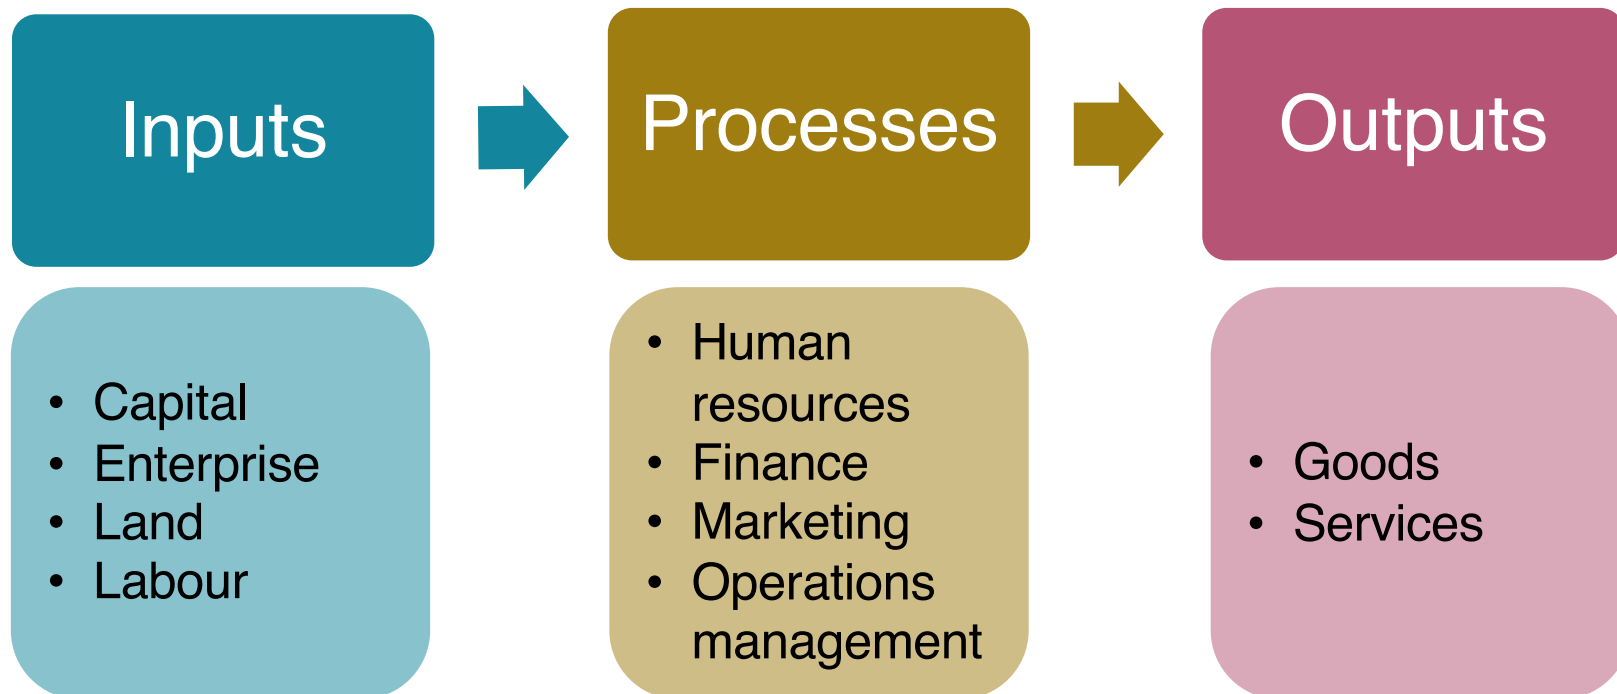 Inputs
Processes
Outputs
• Capital
• Enterprise
• Land
• Labour
• Human
resources
• Finance
• Marketing
• Operations
management
• Goods
• Services